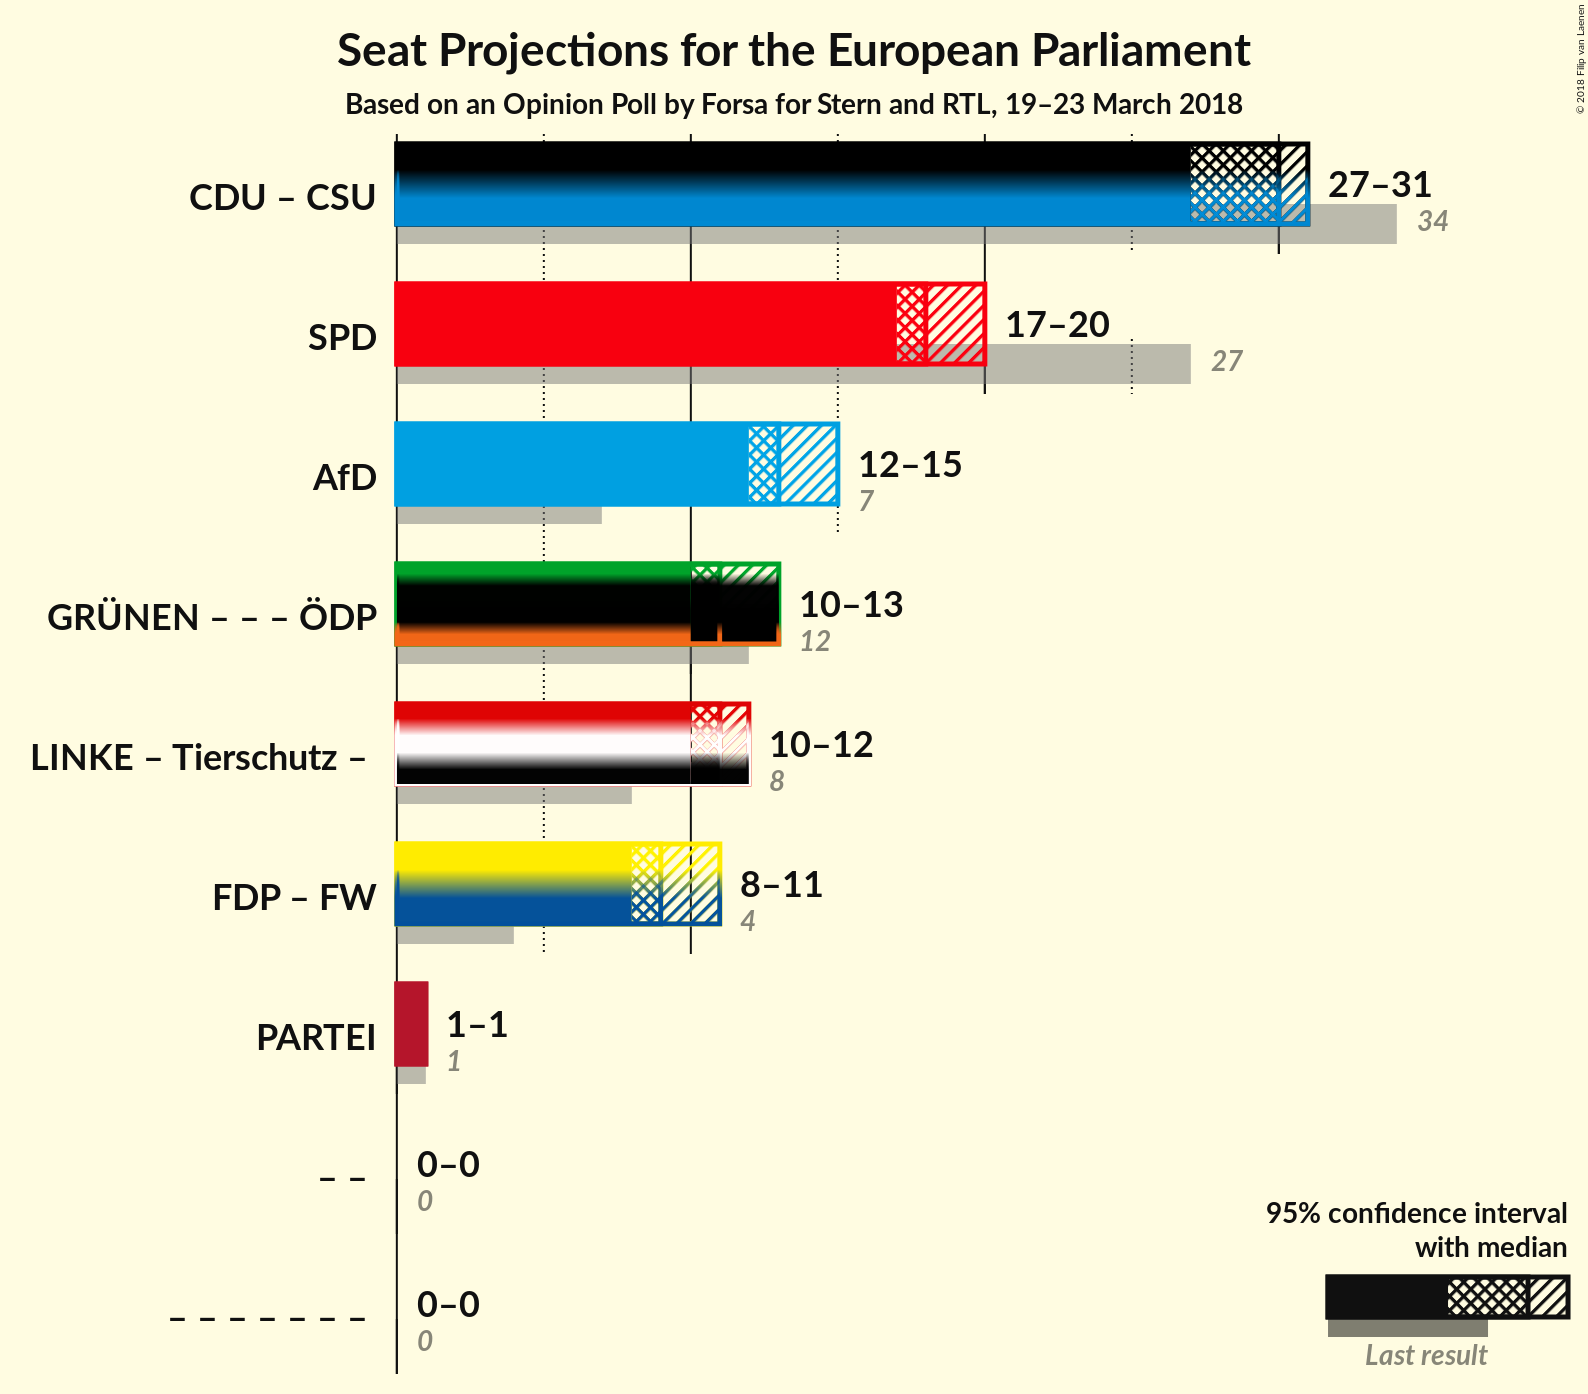 Seat Projections for the European Parliament
Based on an Opinion Poll by Forsa for Stern and RTL, 19–23 March 2018
© 2018 Filip van Laenen
CDU – CSU
27–31
34
SPD
17–20
27
AfD
12–15
7
GRÜNEN – – – ÖDP
10–13
12
LINKE – Tierschutz –
10–12
8
FDP – FW
8–11
4
PARTEI
1–1
1
– –
0–0
0
– – – – – – –
0–0
0
95% confidence interval
with median
Last result